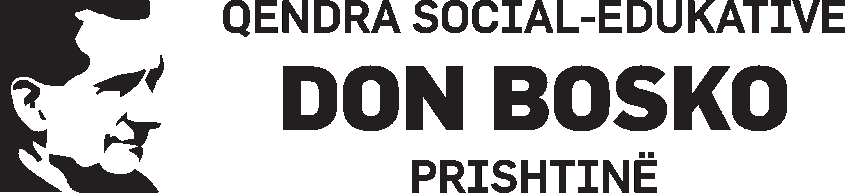 QENDRA SOCIAL-EDUKATIVE
DON BOSKO
PRISHTINË